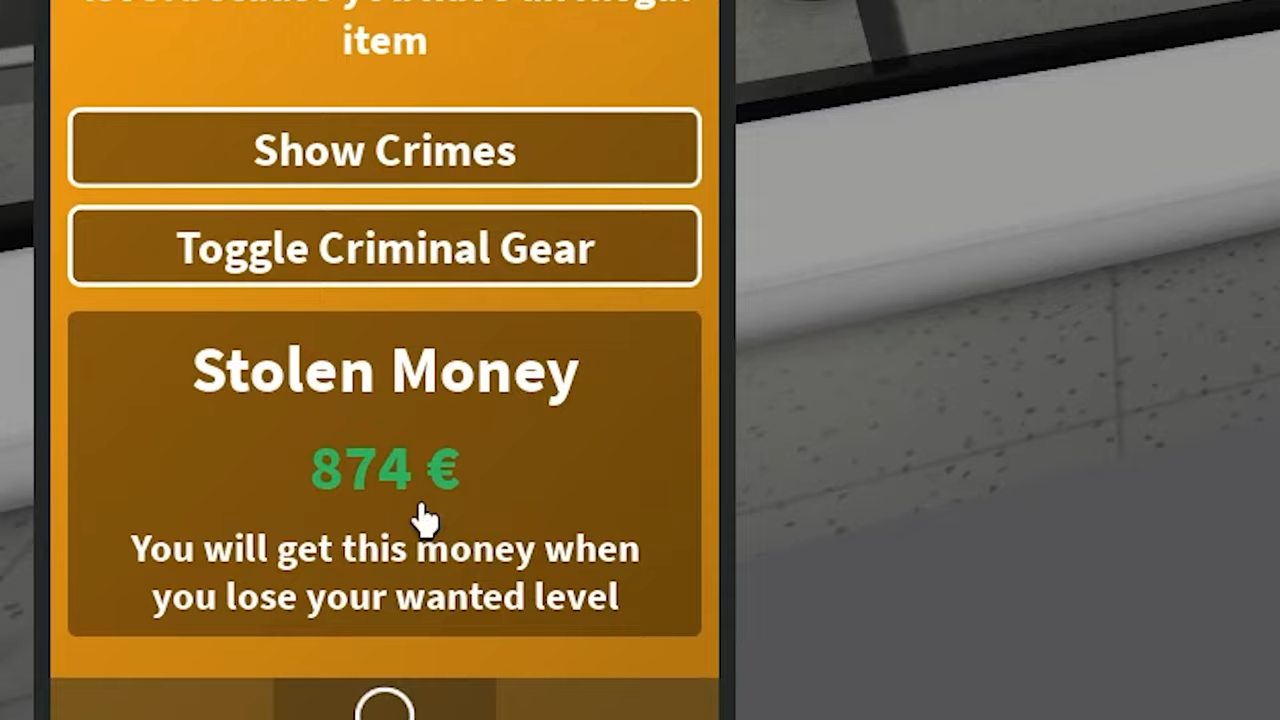 item
Show Crimes
Toggle Criminal Gear
Stolen Money
874 €
You will get this money when
you lose your wanted level